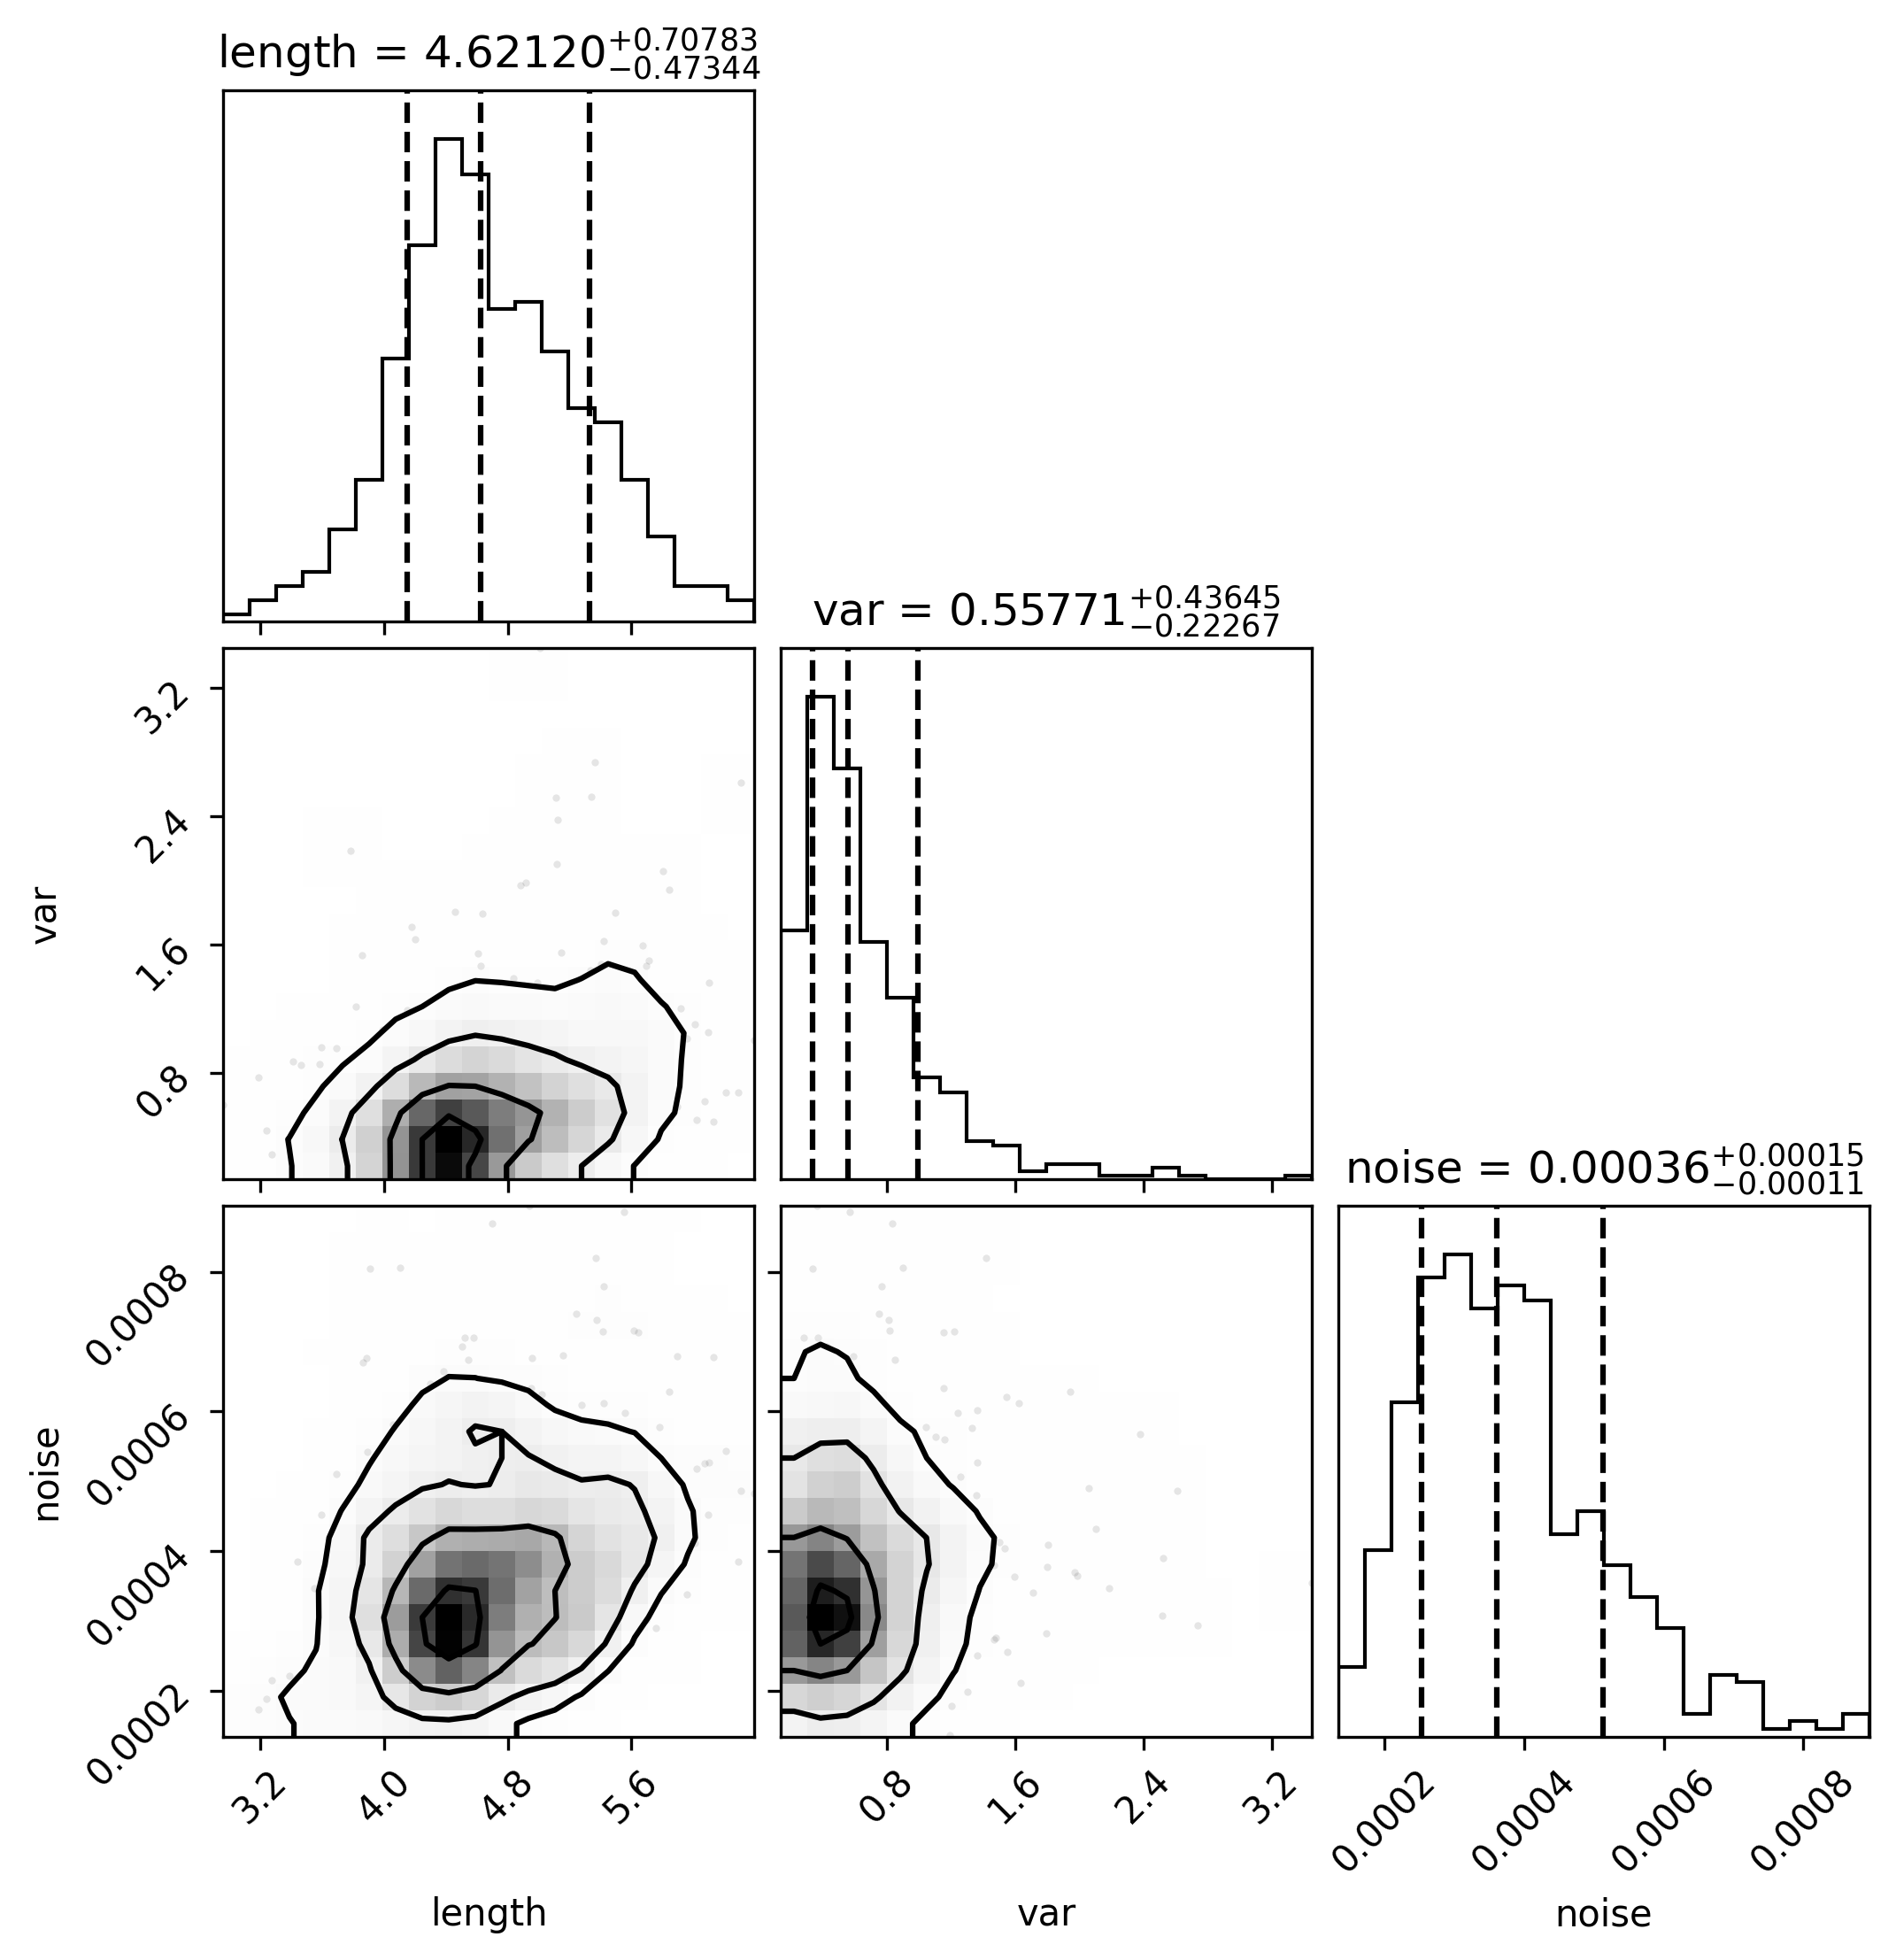 length = 4.62120 +0.70783 −0.47344
var = 0.55771 +0.43645 −0.22267
3.2
2.4
1.6
0.8
var
noise = 0.00036 +0.00015 −0.00011
0.0008
0.0006
0.0004
0.0002
noise
3.2 4.0 4.8 5.6
0.8 1.6 2.4 3.2
0.0002 0.0004 0.0006 0.0008
length var noise